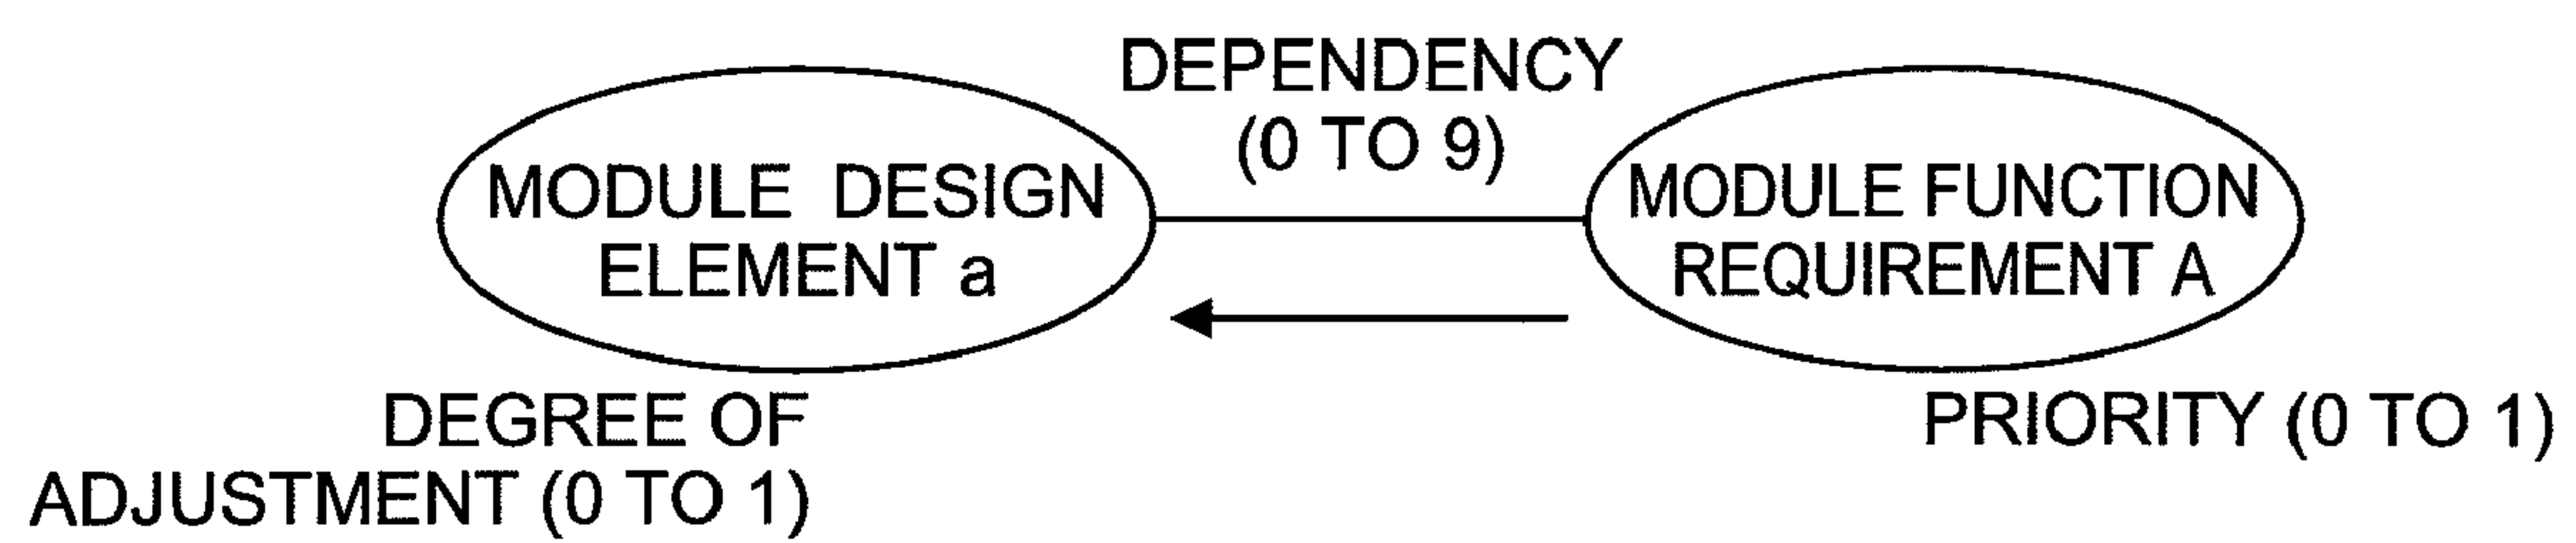 DEPENDENCY
(0 TO 9)
MODULE DESIGN
ELEMENT a
MODULE FUNCTION
REQUIREMENT A
DEGREE OF
ADJUSTMENT (0 TO 1)
PRIORITY (0 TO 1)